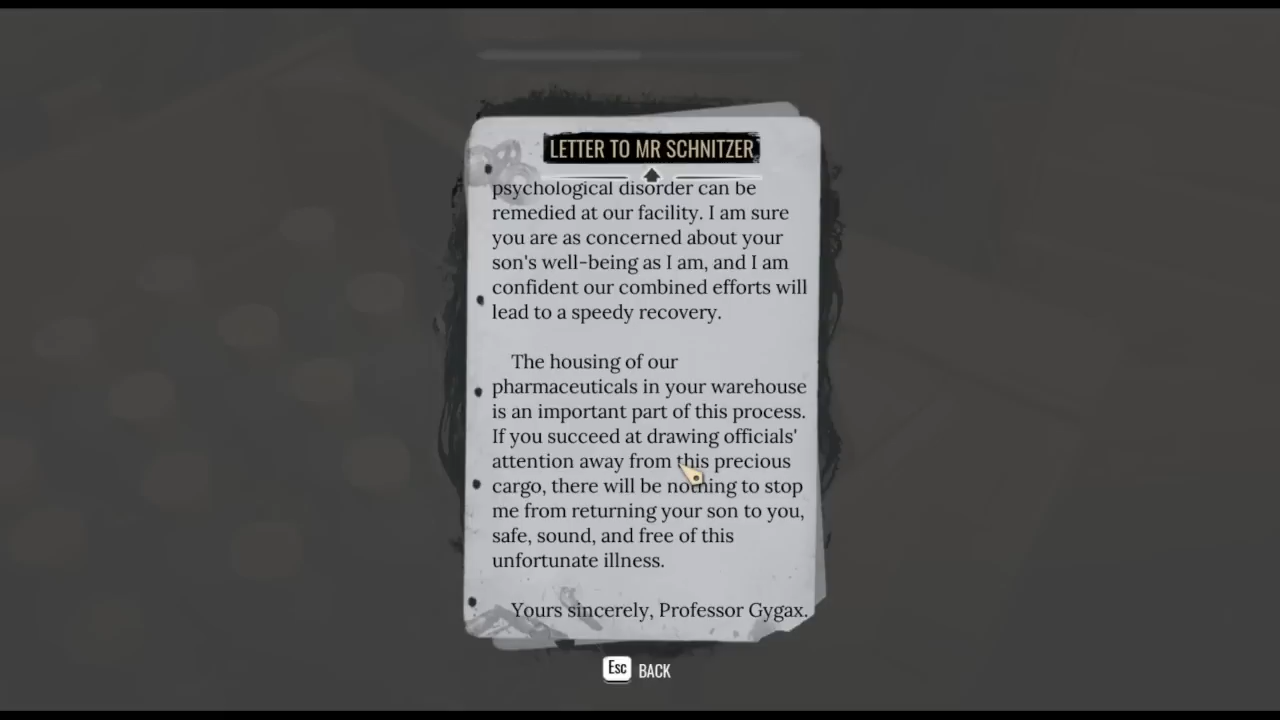 LETTER TO MR SCHNITZER
psychological disorder can be
remedied at our facility. I am sure
you are as concerned about your
son's well-being as I am, and I am
confident our combined efforts will
lead to a speedy recovery.
The housing of our
pharmaceuticals in your warehouse
is an important part of this process.
If you succeed at drawing officials'
attention away from this precious
cargo, there will be nothing to stop
me from returning your son to you,
safe, sound, and free of this
unfortunate illness.
Yours sincerely, Professor Gygax.
Esc BACK